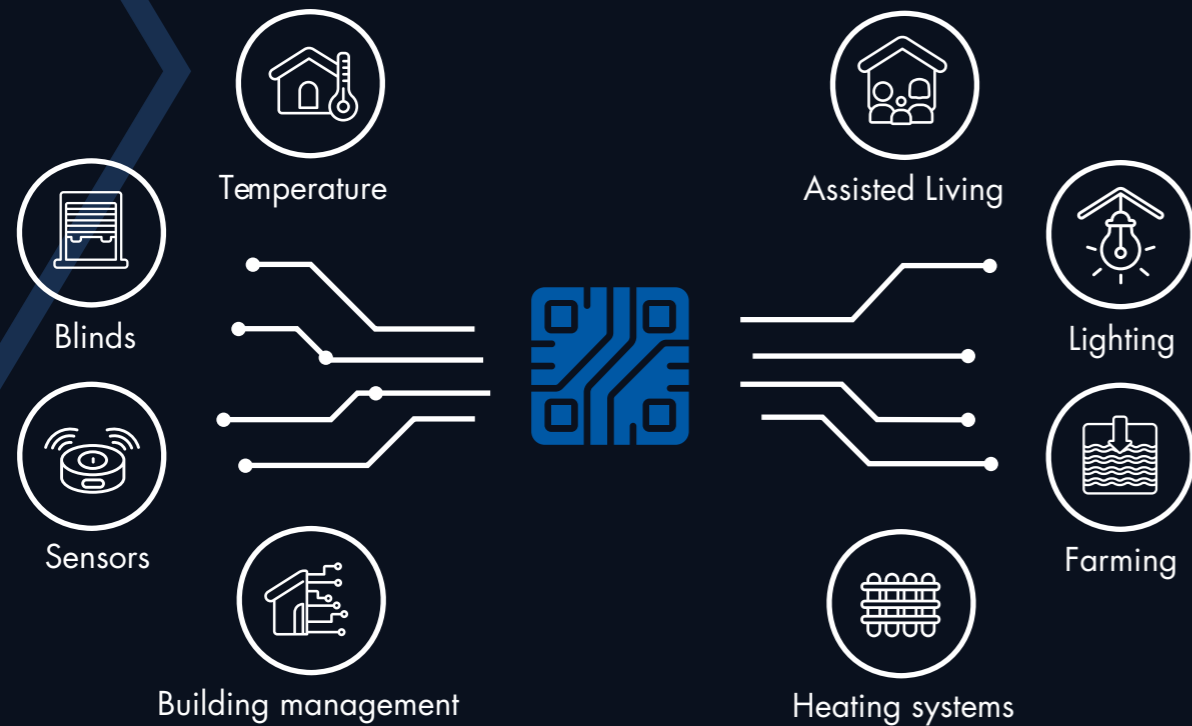 Temperature
Assisted Living
Blinds
Lighting
Sensors
Farming
Building management
Heating systems